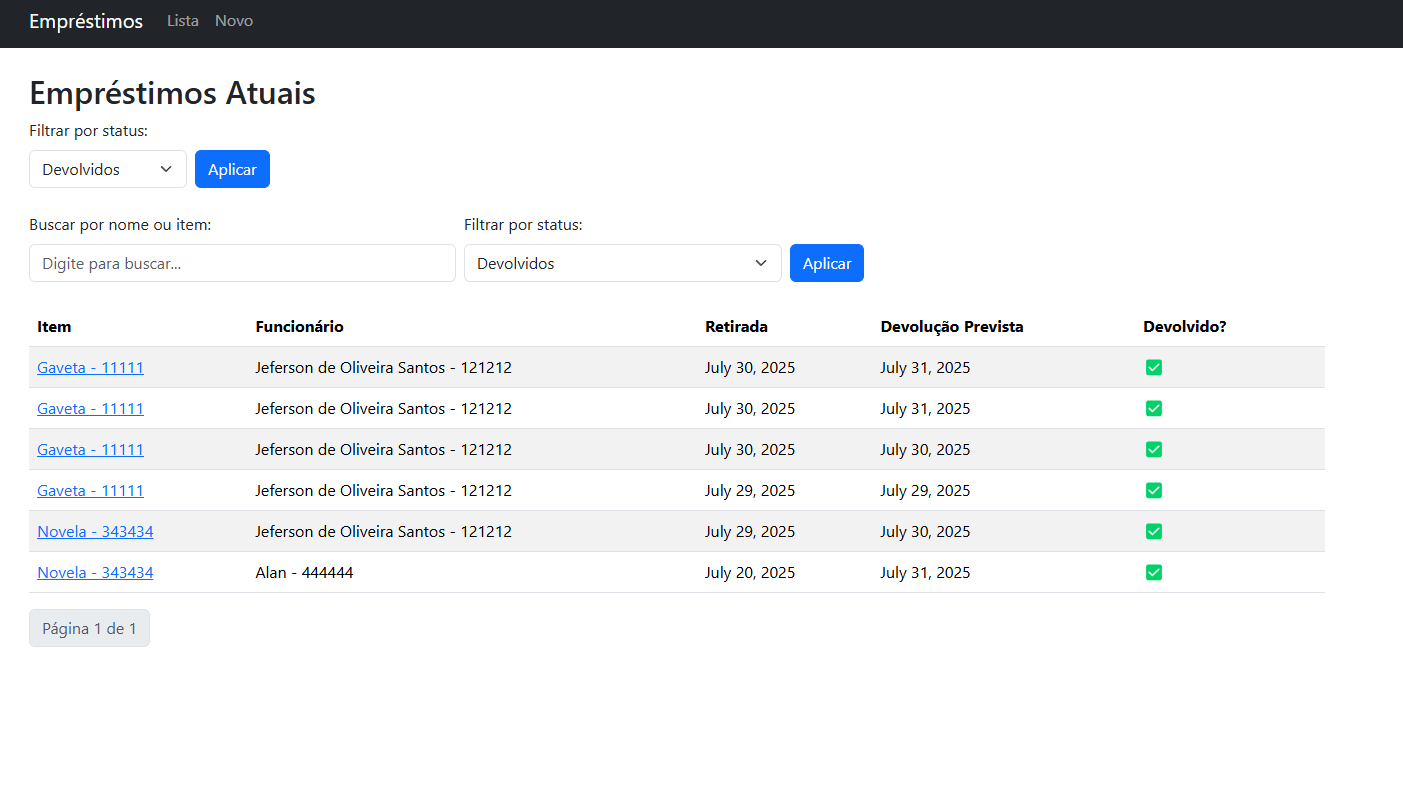 Empréstimos Lista Novo
Empréstimos Atuais
Filtrar por status:
Devolvidos Aplicar
Buscar por nome ou item: Filtrar por status:
Digite para buscar... Devolvidos Aplicar
Item Funcionário Retirada Devolução Prevista Devolvido?
Gaveta - 11111 Jeferson de Oliveira Santos - 121212 July 30, 2025 July 31, 2025
Gaveta - 11111 Jeferson de Oliveira Santos - 121212 July 30, 2025 July 31, 2025
Gaveta - 11111 Jeferson de Oliveira Santos - 121212 July 30, 2025 July 30, 2025
Gaveta - 11111 Jeferson de Oliveira Santos - 121212 July 29, 2025 July 29, 2025
Novela - 343434 Jeferson de Oliveira Santos - 121212 July 29, 2025 July 30, 2025
Novela - 343434 Alan - 444444 July 20, 2025 July 31, 2025
Página 1 de 1